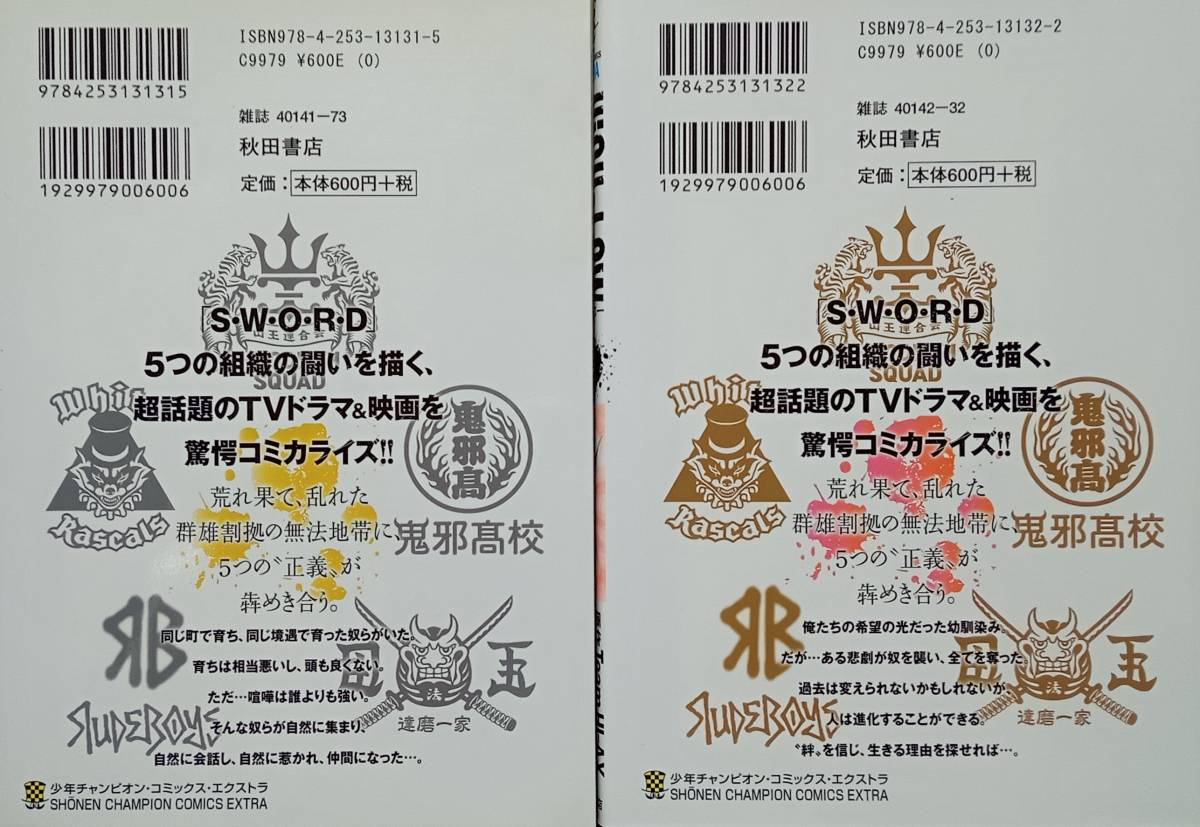 ISBN978-4-253-13131-5
C9979 ¥600E (0)
9784253131315
雑誌 40141-73
秋田書店
定価：本体600円+税
1929979006006
山王連合会
「S・W・O・R・D」
5つの組織の闘いを描く、
SQUAD
超話題のTVドラマ&映画を
驚愕コミカライズ!!
White
Rascals
鬼邪高
鬼邪高校
荒れ果て、乱れた
群雄割拠の無法地帯に、
5つの〝正義〟が
犇めき合う。
RB
RUDEBOYS
同じ町で育ち、同じ境遇で育った奴らがいた。
育ちは相当悪いし、頭も良くない。
ただ…喧嘩は誰よりも強い。
そんな奴らが自然に集まり、
自然に会話し、自然に惹かれ、仲間になった…。
法
達磨一家
少年チャンピオン・コミックス・エクストラ
SHŌNEN CHAMPION COMICS EXTRA
ISBN978-4-253-13132-2
C9979 ¥600E (0)
9784253131322
雑誌 40142-32
秋田書店
定価：本体600円+税
1929979006006
山王連合会
「S・W・O・R・D」
5つの組織の闘いを描く、
SQUAD
超話題のTVドラマ&映画を
驚愕コミカライズ!!
White
Rascals
鬼邪高
鬼邪高校
荒れ果て、乱れた
群雄割拠の無法地帯に、
5つの〝正義〟が
犇めき合う。
RB
RUDEBOYS
俺たちの希望の光だった幼馴染み。
だが…ある悲劇が奴を襲い、全てを奪った。
過去は変えられないかもしれないが、
人は進化することができる。
〝絆〟を信じ、生きる理由を探せれば…。
法
達磨一家
少年チャンピオン・コミックス・エクストラ
SHŌNEN CHAMPION COMICS EXTRA